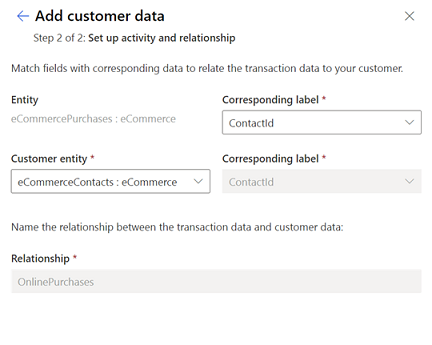 Add customer data
Step 2 of 2: Set up activity and relationship
Match fields with corresponding data to relate the transaction data to your customer.
Entity
Corresponding label *
eCommercePurchases : eCommerce
ContactId
Customer entity *
Corresponding label *
eCommerceContacts : eCommerce
ContactId
Name the relationship between the transaction data and customer data:
Relationship *
OnlinePurchases